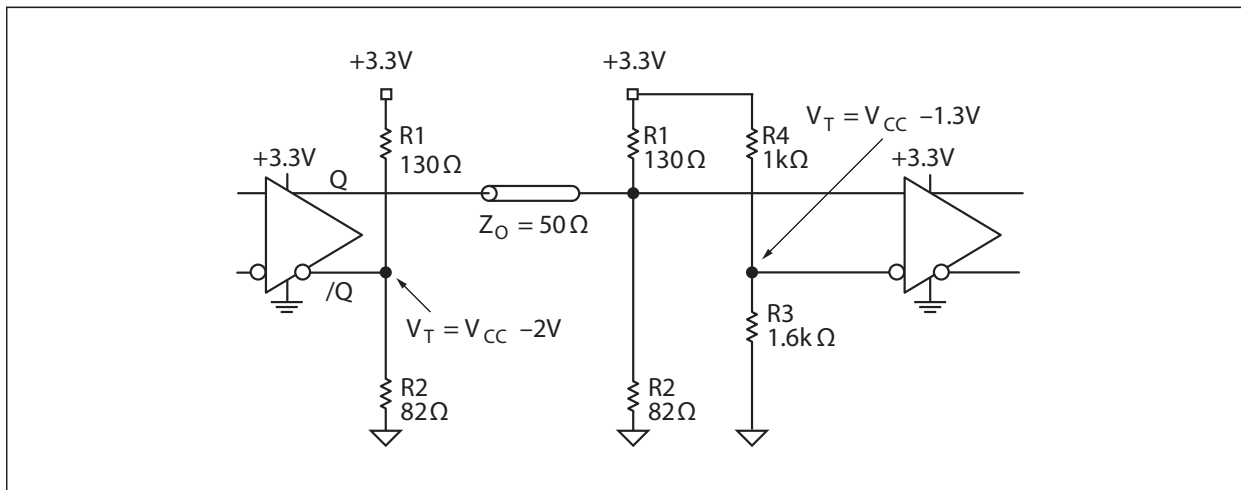 +3.3V
+3.3V
R1
130Ω
R1
130Ω
R4
1kΩ
V_T = V_CC –1.3V
+3.3V
+3.3V
Q
Z_O = 50Ω
/Q
V_T = V_CC –2V
R3
1.6kΩ
R2
82Ω
R2
82Ω